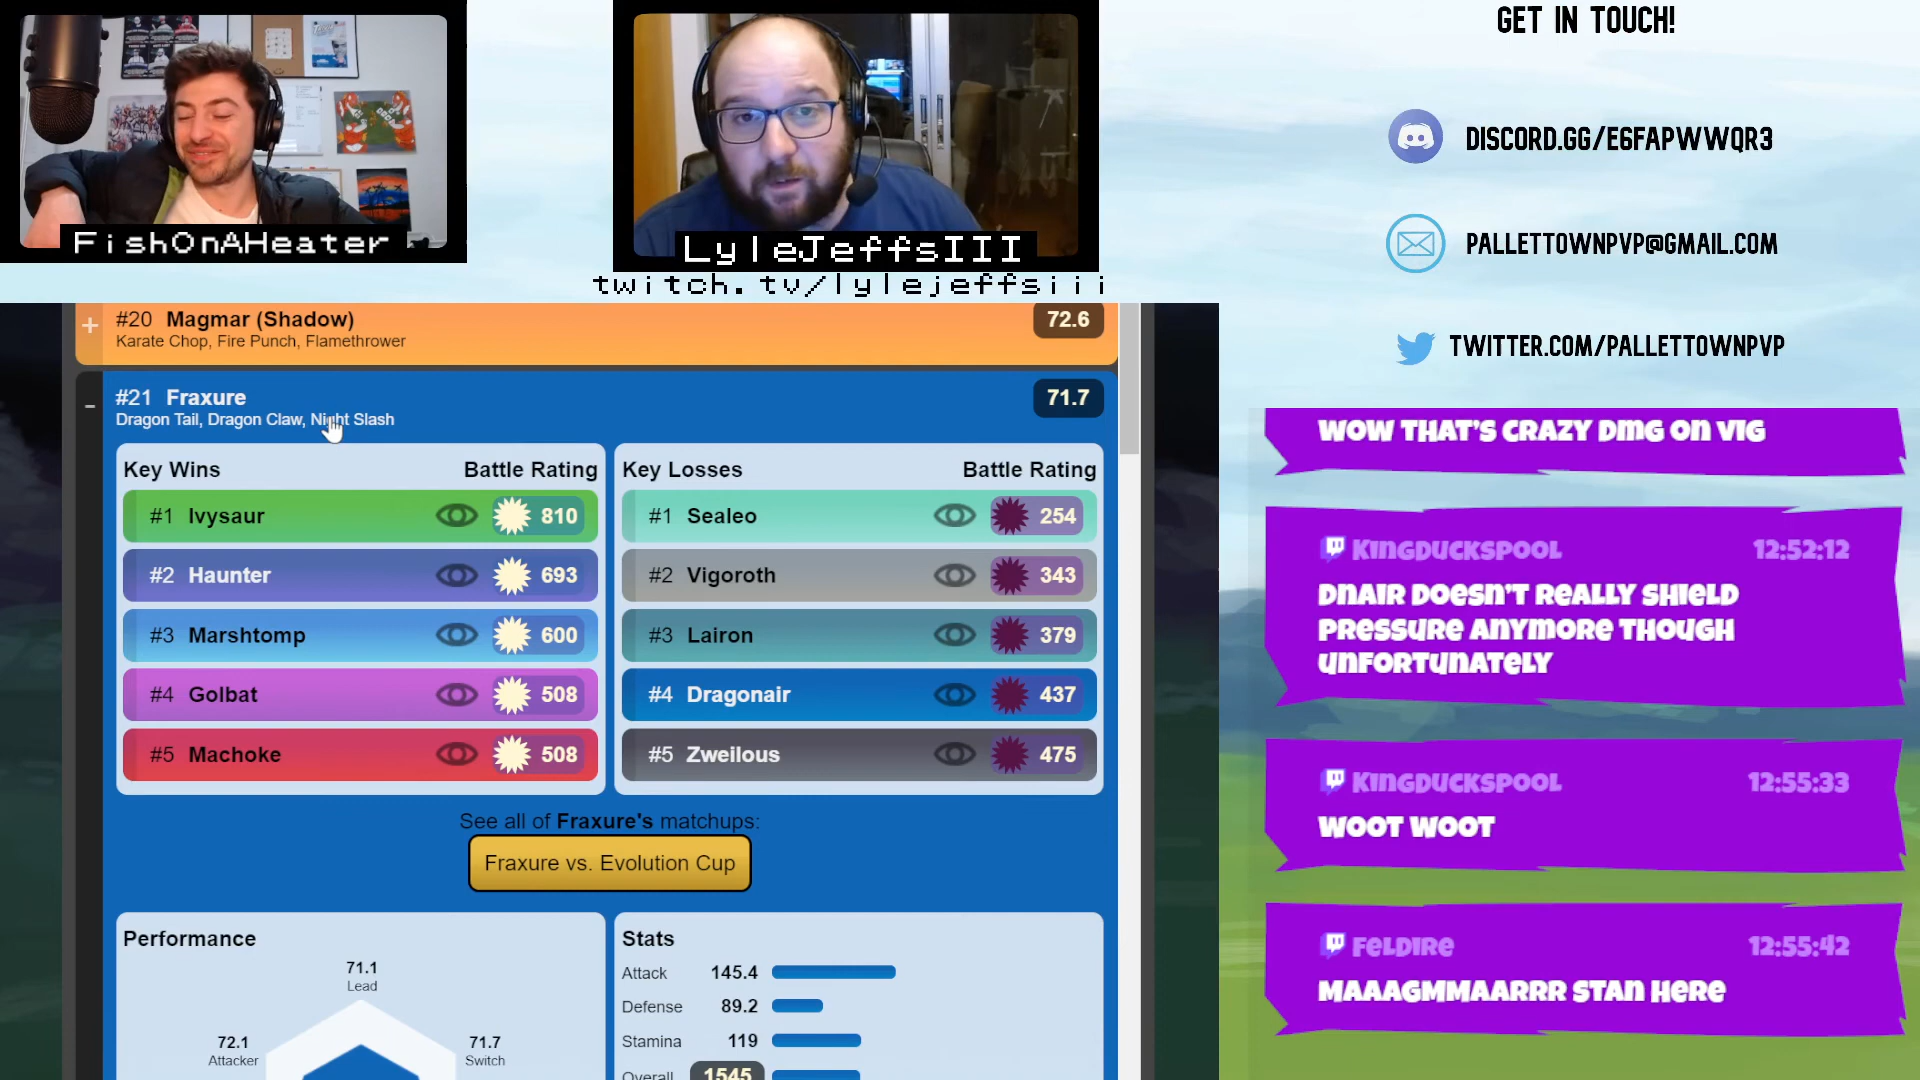 FishOnAHeater
LyleJeffsIII
twitch.tv/lylejeffsiii
GET IN TOUCH!
DISCORD.GG/E6FAPWWQR3
PALLETTOWNPVP@GMAIL.COM
TWITTER.COM/PALLETTOWNPVP
+ #20 Magmar (Shadow) 72.6
Karate Chop, Fire Punch, Flamethrower
- #21 Fraxure 71.7
Dragon Tail, Dragon Claw, Night Slash
Key Wins Battle Rating
#1 Ivysaur 810
#2 Haunter 693
#3 Marshtomp 600
#4 Golbat 508
#5 Machoke 508
Key Losses Battle Rating
#1 Sealeo 254
#2 Vigoroth 343
#3 Lairon 379
#4 Dragonair 437
#5 Zweilous 475
See all of Fraxure's matchups:
Fraxure vs. Evolution Cup
Performance
71.1
Lead
72.1
Attacker
71.7
Switch
Stats
Attack 145.4
Defense 89.2
Stamina 119
Overall 1545
WOW THAT'S CRAZY DMG ON VIG
KINGDUCKSPOOL 12:52:12
DNAIR DOESN'T REALLY SHIELD
PRESSURE ANYMORE THOUGH
UNFORTUNATELY
KINGDUCKSPOOL 12:55:33
WOOT WOOT
FELDIRE 12:55:42
MAAAGMMAARRR STAN HERE